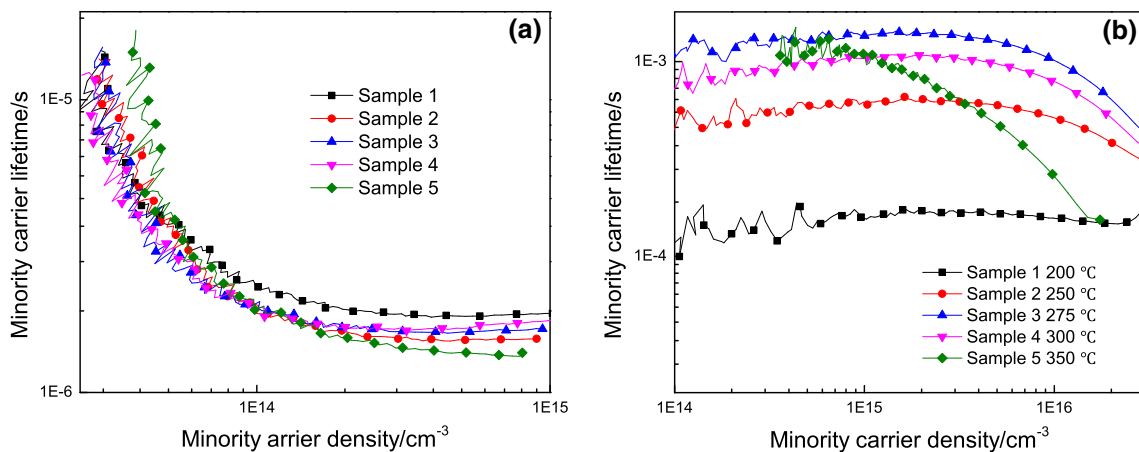 (a)
Minority carrier lifetime/s
1E-5
1E-6
Sample 1
Sample 2
Sample 3
Sample 4
Sample 5
1E14
1E15
Minority arrier density/cm-3
(b)
Minority carrier lifetime/s
1E-3
1E-4
Sample 1 200 ℃
Sample 2 250 ℃
Sample 3 275 ℃
Sample 4 300 ℃
Sample 5 350 ℃
1E14
1E15
1E16
Minority carrier density/cm-3